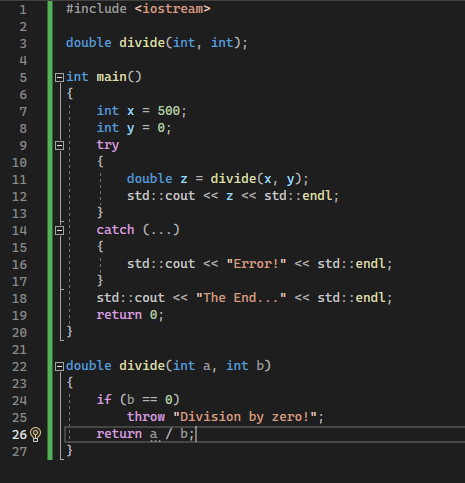 1 #include <iostream>
2
3 double divide(int, int);
4
5 int main()
6 {
7     int x = 500;
8     int y = 0;
9     try
10     {
11         double z = divide(x, y);
12         std::cout << z << std::endl;
13     }
14     catch (...)
15     {
16         std::cout << "Error!" << std::endl;
17     }
18     std::cout << "The End..." << std::endl;
19     return 0;
20 }
21
22 double divide(int a, int b)
23 {
24     if (b == 0)
25         throw "Division by zero!";
26     return a / b;
27 }